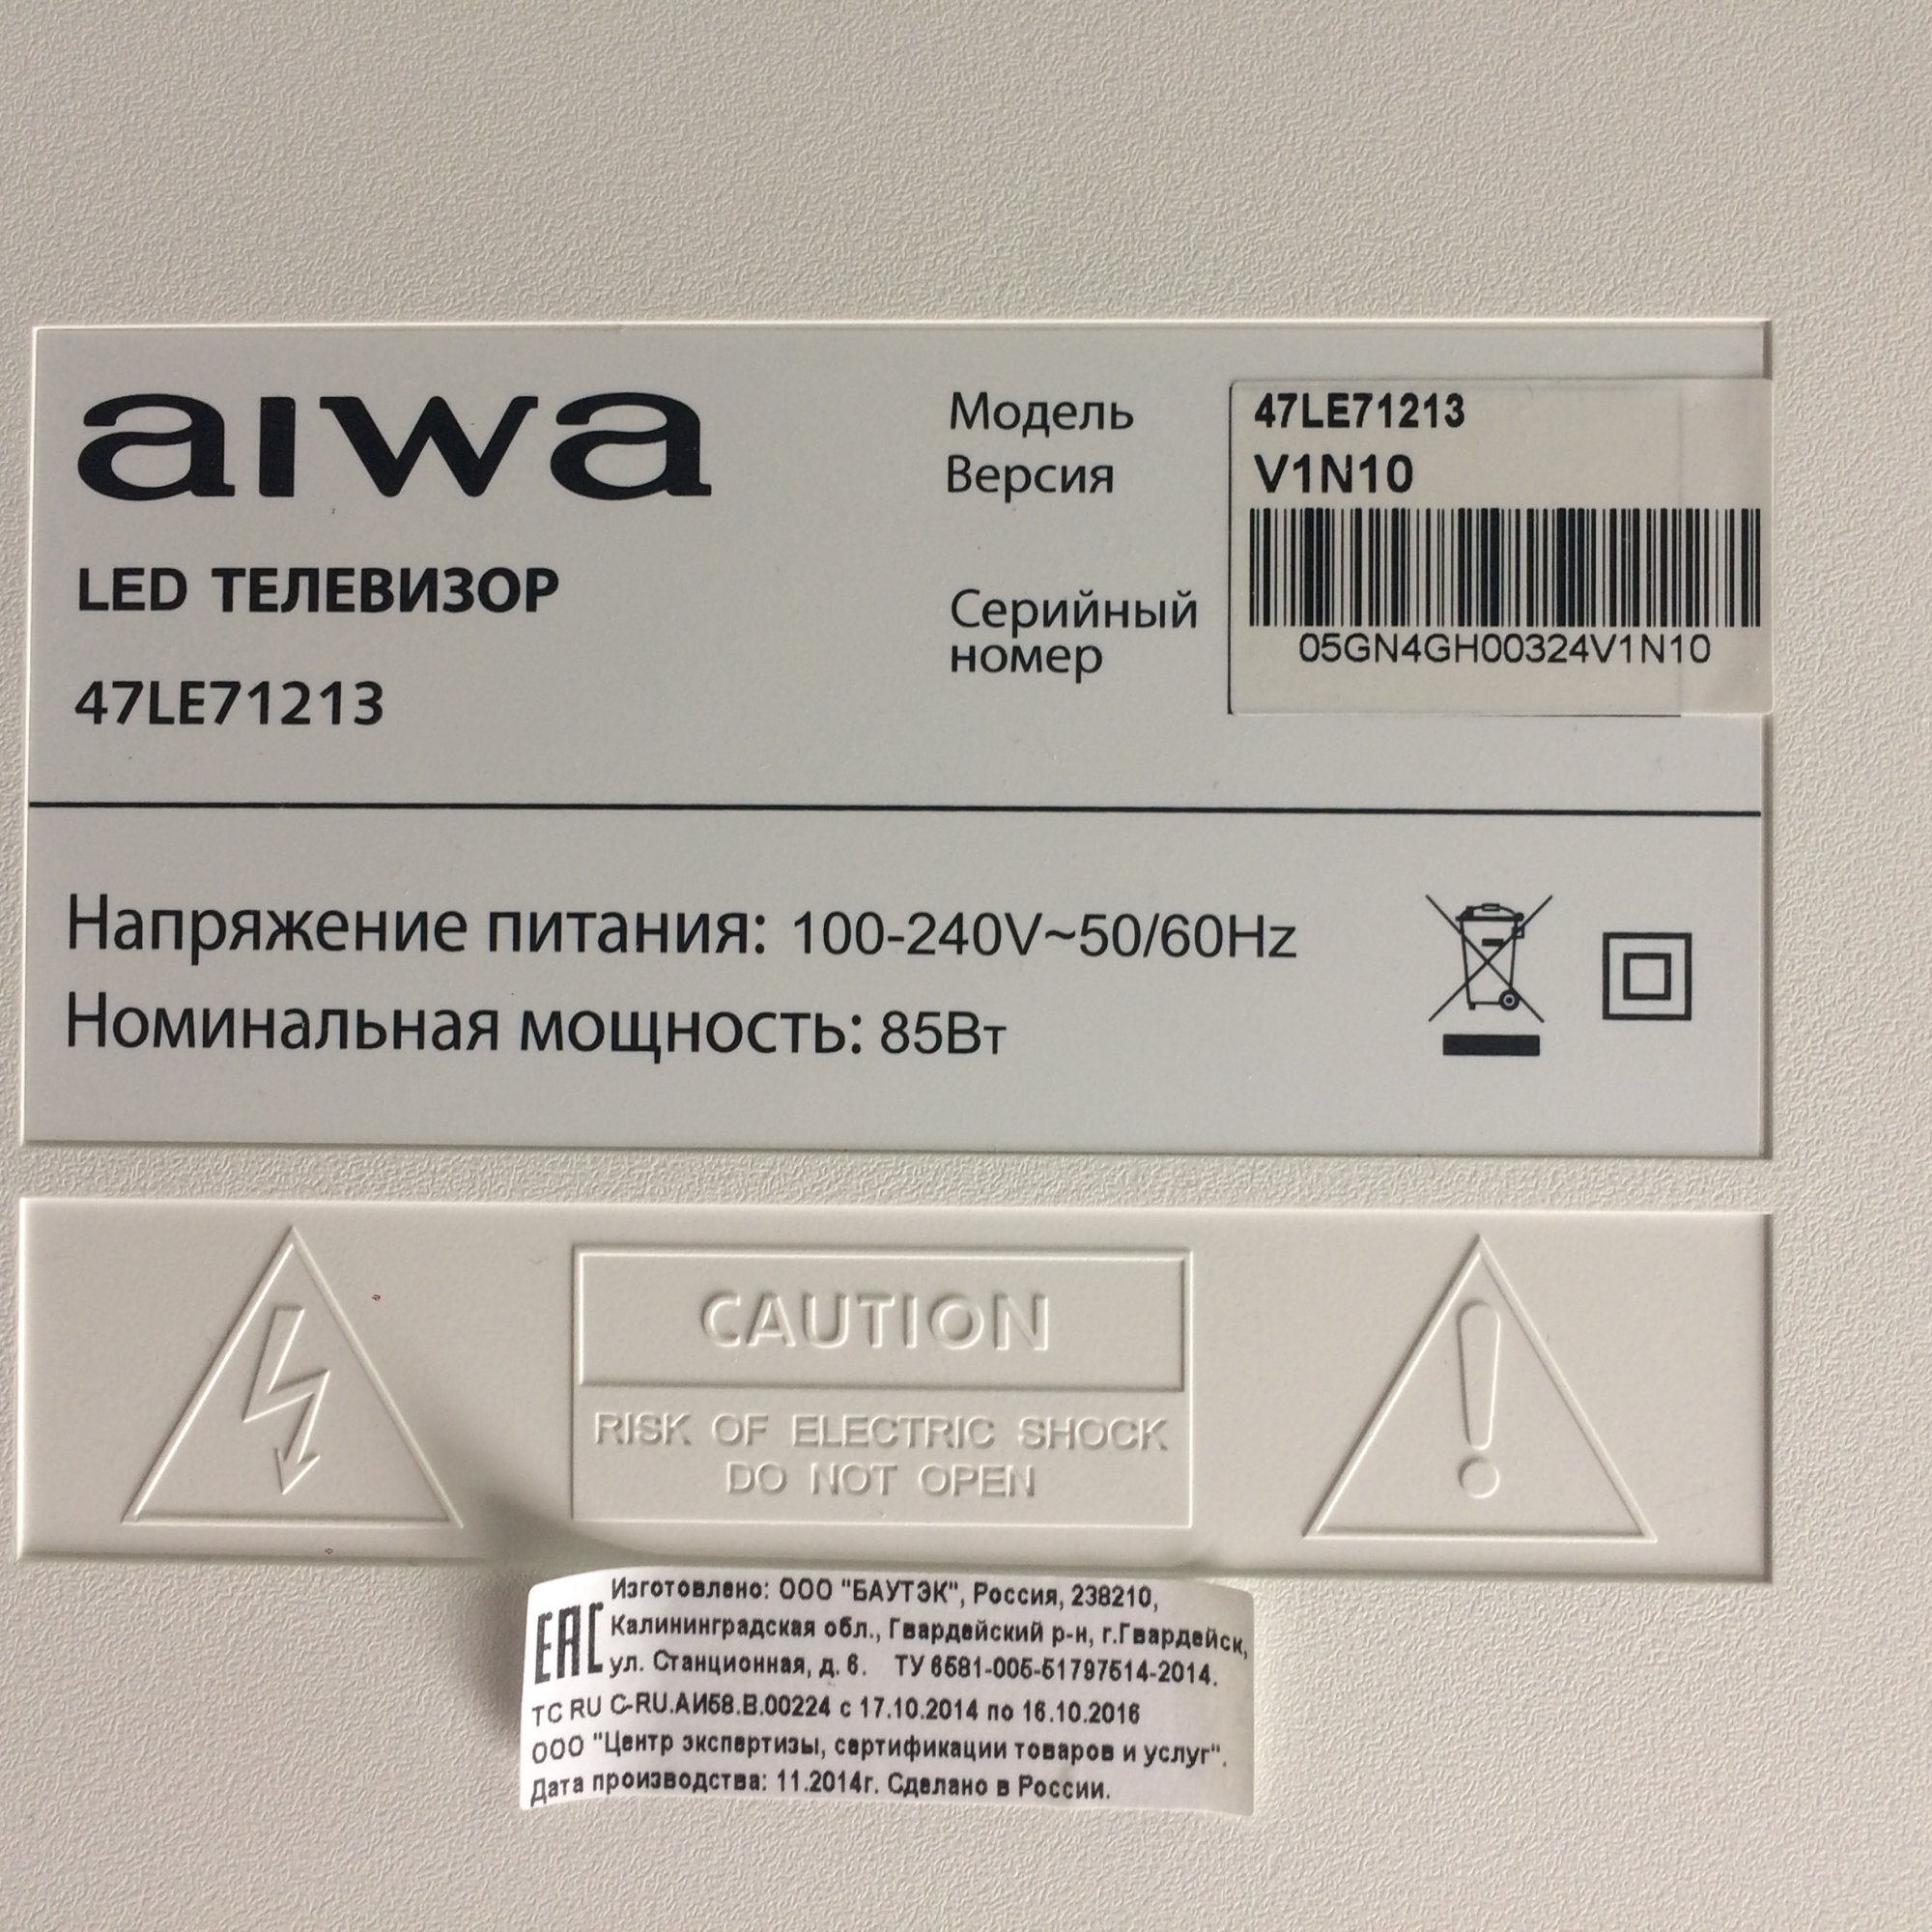 aiwa
LED ТЕЛЕВИЗОР
47LE71213
Модель 47LE71213
Версия V1N10
Серийный
номер
05GN4GH00324V1N10
Напряжение питания: 100-240V~50/60Hz
Номинальная мощность: 85Вт
CAUTION
RISK OF ELECTRIC SHOCK
DO NOT OPEN
EAC
Изготовлено: ООО "БАУТЭК", Россия, 238210,
Калининградская обл., Гвардейский р-н, г.Гвардейск,
ул. Станционная, д. 6. ТУ 6581-005-51797514-2014.
TC RU C-RU.АИ58.В.00224 с 17.10.2014 по 16.10.2016
ООО "Центр экспертизы, сертификации товаров и услуг".
Дата производства: 11.2014г. Сделано в России.